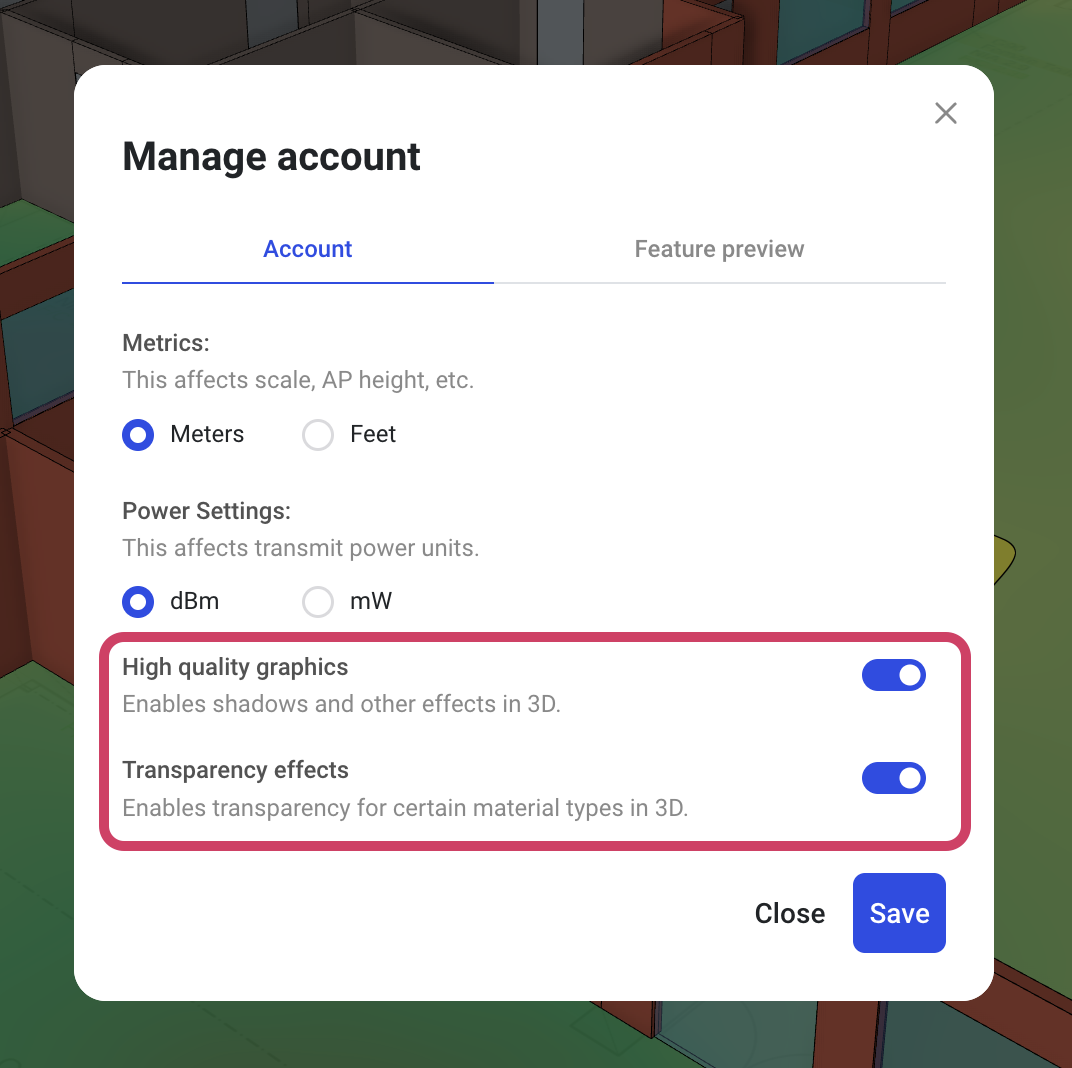 Manage account
Account
Feature preview
Metrics:
This affects scale, AP height, etc.
Meters
Feet
Power Settings:
This affects transmit power units.
dBm
mW
High quality graphics
Enables shadows and other effects in 3D.
Transparency effects
Enables transparency for certain material types in 3D.
Close
Save